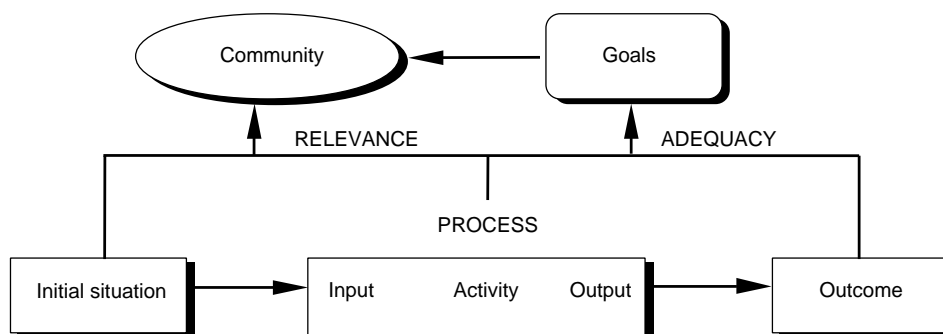 Community
Goals
RELEVANCE
ADEQUACY
PROCESS
Initial situation
Input Activity Output
Outcome